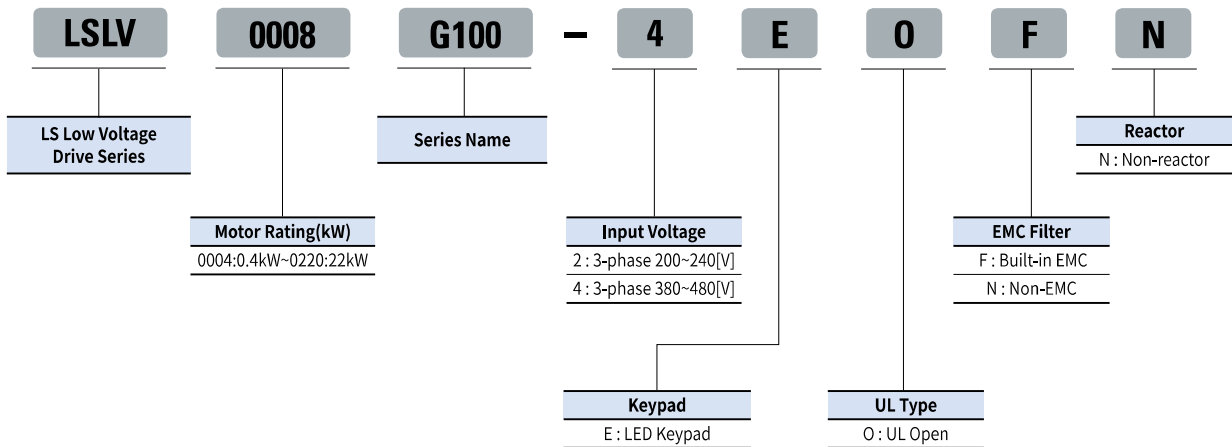 LSLV 0008 G100 - 4 E O F N
LS Low Voltage
Drive Series
Series Name
Reactor
N : Non-reactor
Motor Rating(kW)
0004:0.4kW~0220:22kW
Input Voltage
2 : 3-phase 200~240[V]
4 : 3-phase 380~480[V]
EMC Filter
F : Built-in EMC
N : Non-EMC
Keypad
E : LED Keypad
UL Type
O : UL Open